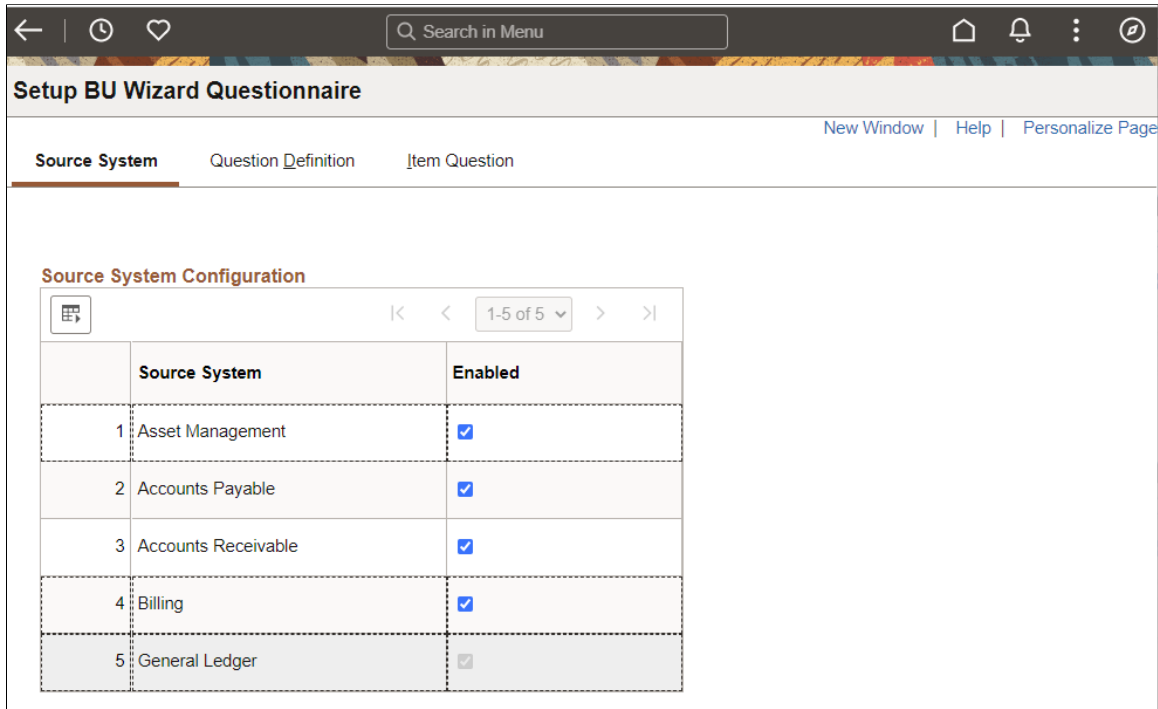 Search in Menu
Setup BU Wizard Questionnaire
New Window | Help | Personalize Page
Source System Question Definition Item Question
Source System Configuration
1-5 of 5
Source System Enabled
1 Asset Management
2 Accounts Payable
3 Accounts Receivable
4 Billing
5 General Ledger